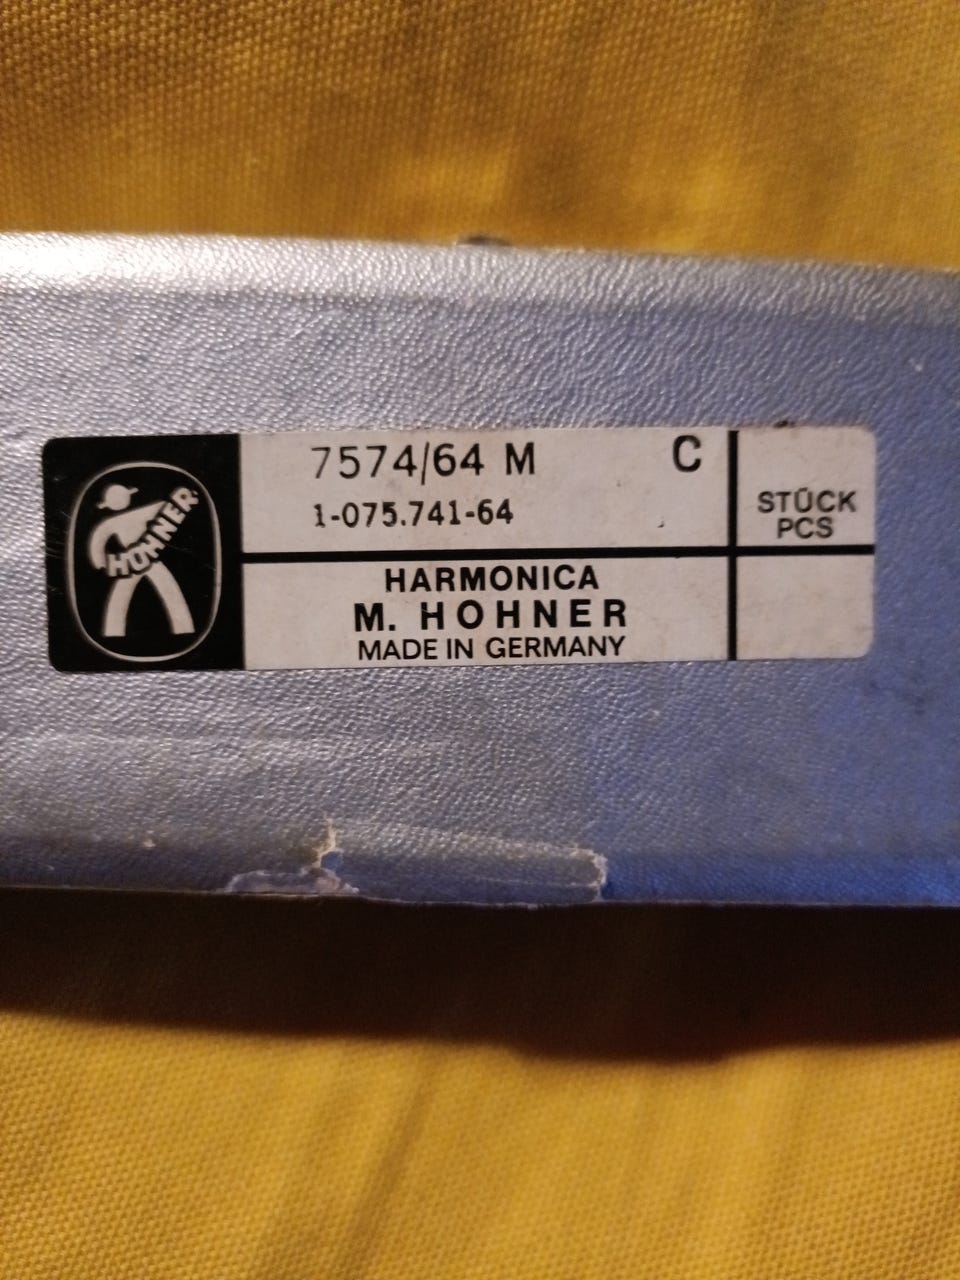 HOHNER
7574/64 M C
1-075.741-64
STÜCK
PCS
HARMONICA
M. HOHNER
MADE IN GERMANY